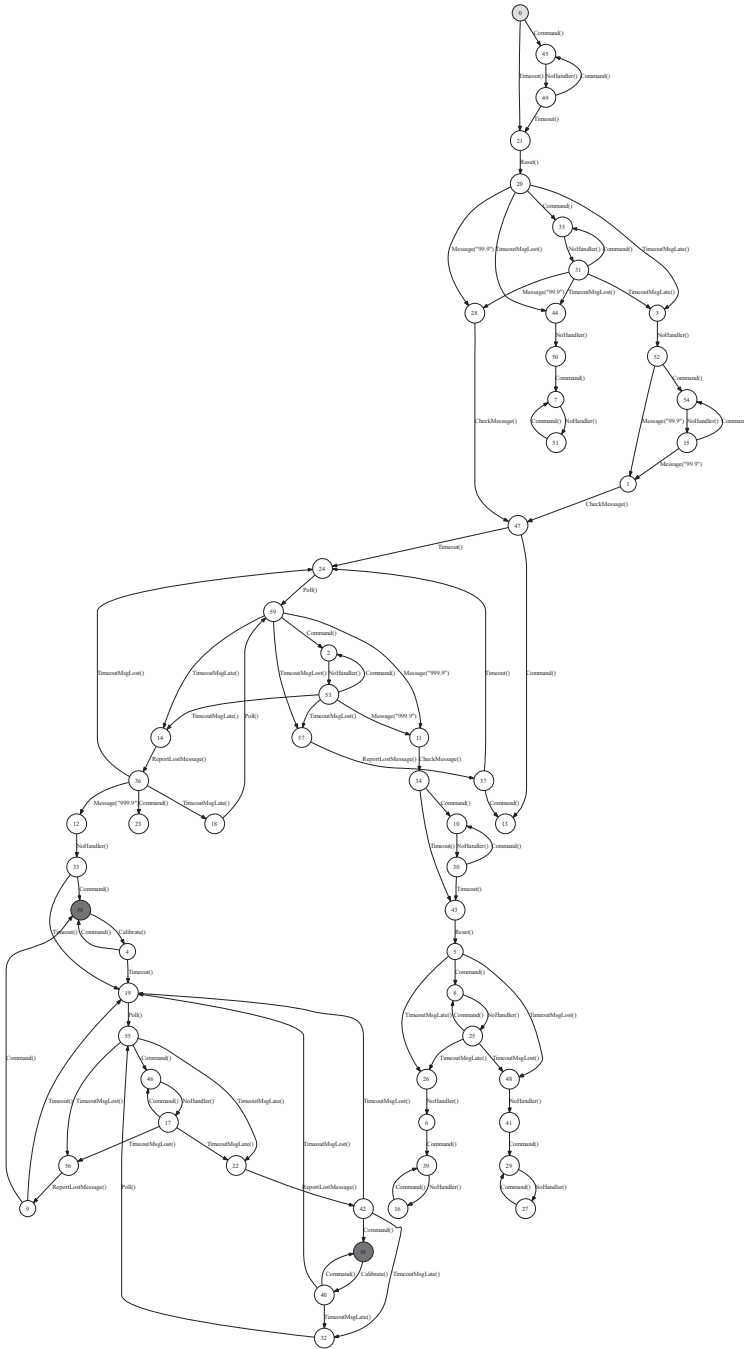 0
Command()
45
Timeout() NoHandler() Command()
49
Timeout()
21
Reset()
20
Command()
35
Message("99.9") TimeoutMsgLost() NoHandler() Command() TimeoutMsgLate()
31
Message("99.9") TimeoutMsgLost() TimeoutMsgLate()
28 44 3
NoHandler() NoHandler()
50 52
Command() Command()
7 54
CheckMessage() Command() NoHandler() Message("99.9") NoHandler() Comman
51 15
Message("99.9")
1
CheckMessage()
47
Timeout()
24
Poll()
59
Command()
2
TimeoutMsgLost() TimeoutMsgLate() TimeoutMsgLost() NoHandler() Command() Message("999.9") Timeout() Command()
53
TimeoutMsgLate() Poll() TimeoutMsgLost() Message("999.9")
14 57 11
ReportLostMessage() ReportLostMessage() CheckMessage()
36 34 37
Message("999.9") Command() TimeoutMsgLate() Command() Command()
12 23 18 10 13
NoHandler() Timeout() NoHandler() Command()
33 30
Command() Timeout()
43
Timeout() Command() Calibrate() Reset()
4 5
Timeout() Command()
19 8
Poll() TimeoutMsgLate() Command() NoHandler() TimeoutMsgLost()
55 25
Command() Command() TimeoutMsgLate() TimeoutMsgLost()
46 26 48
Timeout() TimeoutMsgLost() Command() NoHandler() TimeoutMsgLate() TimeoutMsgLost() NoHandler() NoHandler()
17 6 41
TimeoutMsgLost() TimeoutMsgLate() TimeoutMsgLost() Command() Command()
56 22 39 29
ReportLostMessage() Poll() ReportLostMessage() Command() NoHandler() Command() NoHandler()
9 42 16 27
Command()
Command() Calibrate() TimeoutMsgLate()
40
TimeoutMsgLate()
32